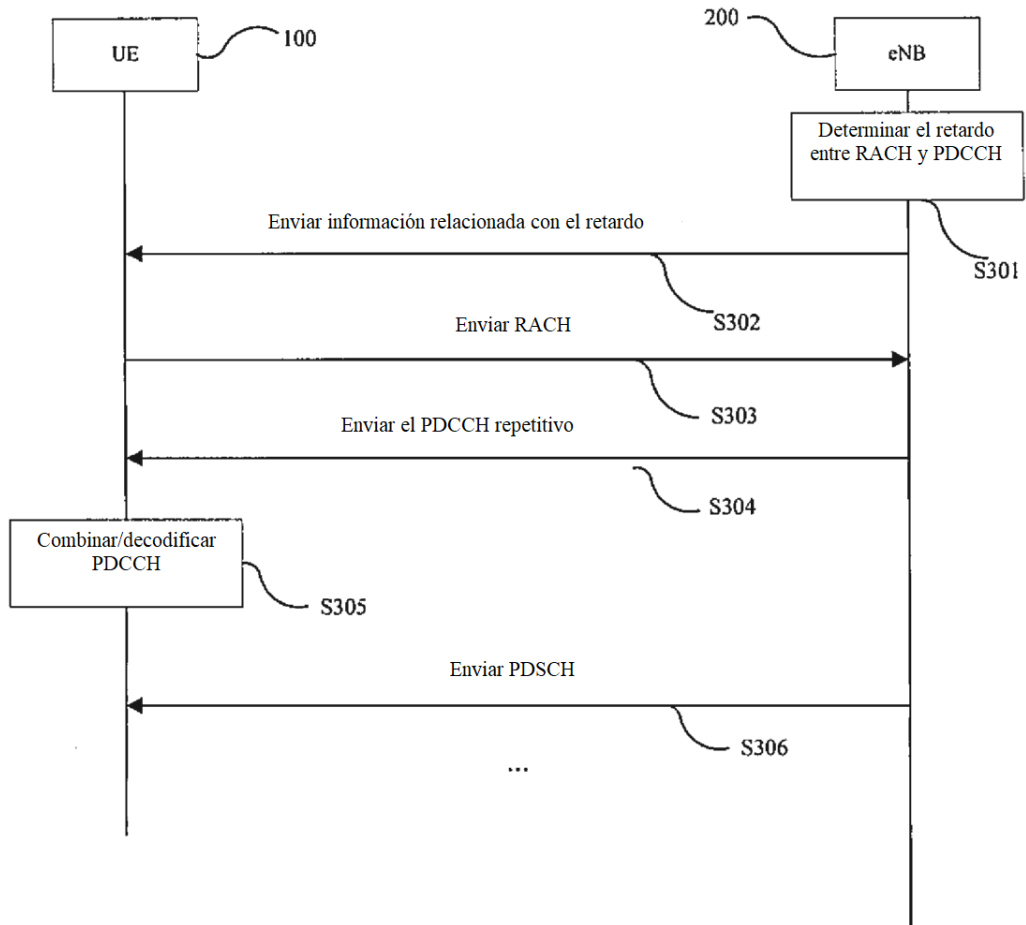 UE
100
200
eNB
Determinar el retardo
entre RACH y PDCCH
S301
Enviar información relacionada con el retardo
S302
Enviar RACH
S303
Enviar el PDCCH repetitivo
S304
Combinar/decodificar
PDCCH
S305
Enviar PDSCH
S306
...